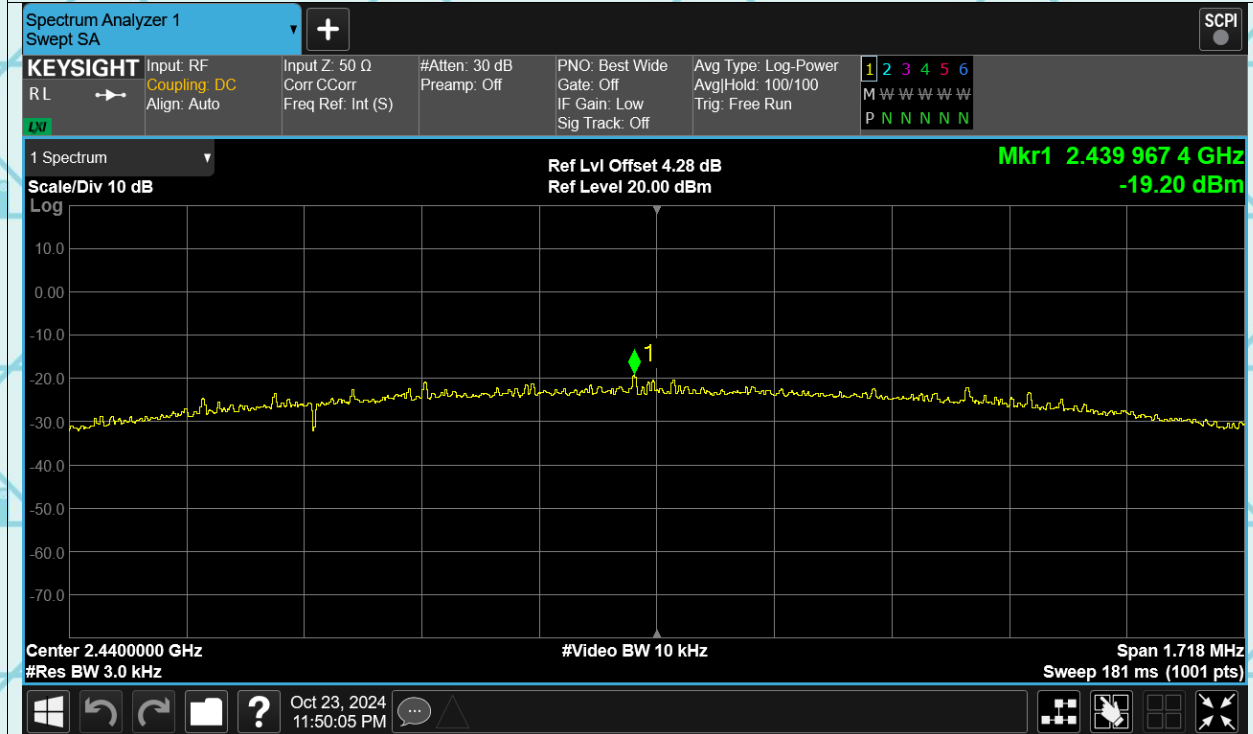 Spectrum Analyzer 1
Swept SA
+
SCPI
KEYSIGHT
RL
LXI
Input: RF
Coupling: DC
Align: Auto
Input Z: 50 Ω
Corr CCorr
Freq Ref: Int (S)
#Atten: 30 dB
Preamp: Off
PNO: Best Wide
Gate: Off
IF Gain: Low
Sig Track: Off
Avg Type: Log-Power
Avg|Hold: 100/100
Trig: Free Run
1 2 3 4 5 6
M W W W W W
P N N N N N
1 Spectrum
Scale/Div 10 dB
Log
Ref Lvl Offset 4.28 dB
Ref Level 20.00 dBm
Mkr1 2.439 967 4 GHz
-19.20 dBm
10.0
0.00
-10.0
1
-20.0
-30.0
-40.0
-50.0
-60.0
-70.0
Center 2.4400000 GHz
#Res BW 3.0 kHz
#Video BW 10 kHz
Span 1.718 MHz
Sweep 181 ms (1001 pts)
?
Oct 23, 2024
11:50:05 PM